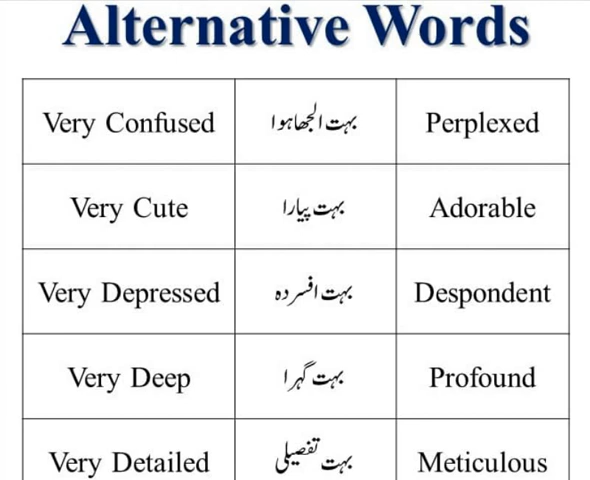 Alternative Words
Very Confused بہت الجھا ہوا Perplexed
Very Cute بہت پیارا Adorable
Very Depressed بہت افسردہ Despondent
Very Deep بہت گہرا Profound
Very Detailed بہت تفصیلی Meticulous